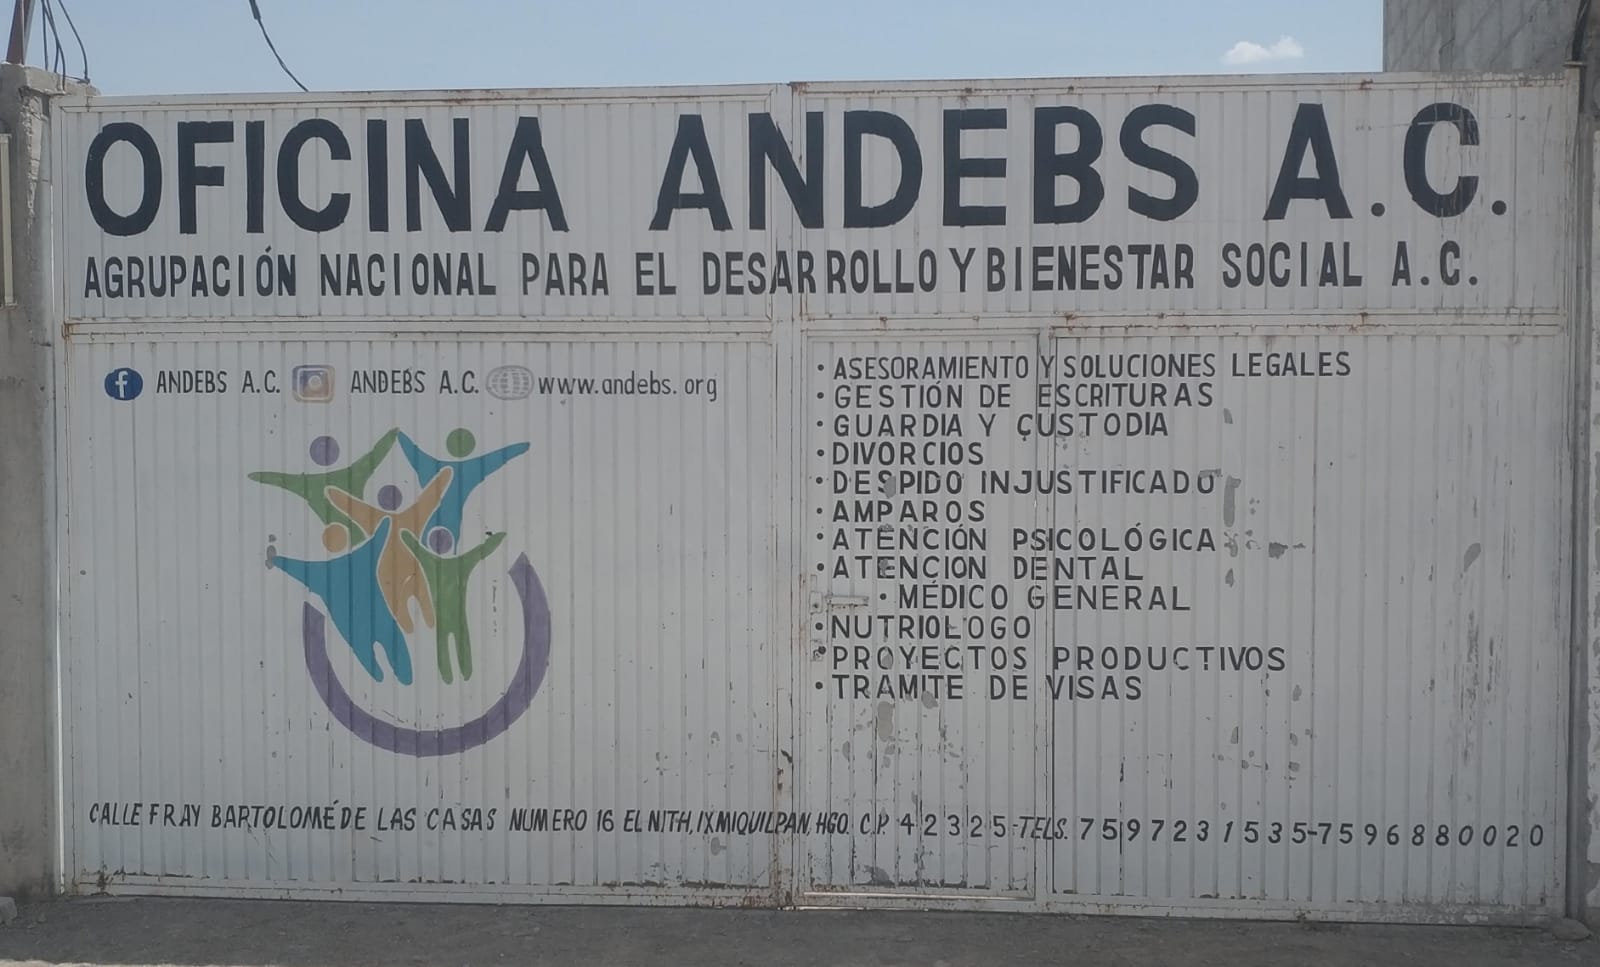 OFICINA ANDEBS A.C.
AGRUPACIÓN NACIONAL PARA EL DESARROLLO Y BIENESTAR SOCIAL A.C.
f ANDEBS A.C. ANDEBS A.C. www.andebs.org
• ASESORAMIENTO Y SOLUCIONES LEGALES
• GESTIÓN DE ESCRITURAS
• GUARDIA Y CUSTODIA
• DIVORCIOS
• DESPIDO INJUSTIFICADO
• AMPAROS
• ATENCIÓN PSICOLÓGICA
• ATENCION DENTAL
• MÉDICO GENERAL
• NUTRIOLOGO
• PROYECTOS PRODUCTIVOS
• TRAMITE DE VISAS
CALLE FRAY BARTOLOMÉ DE LAS CASAS NUMERO 16 EL NITH, IXMIQUILPAN, HGO. C.P. 42325-TELS. 7597231535-7596880020